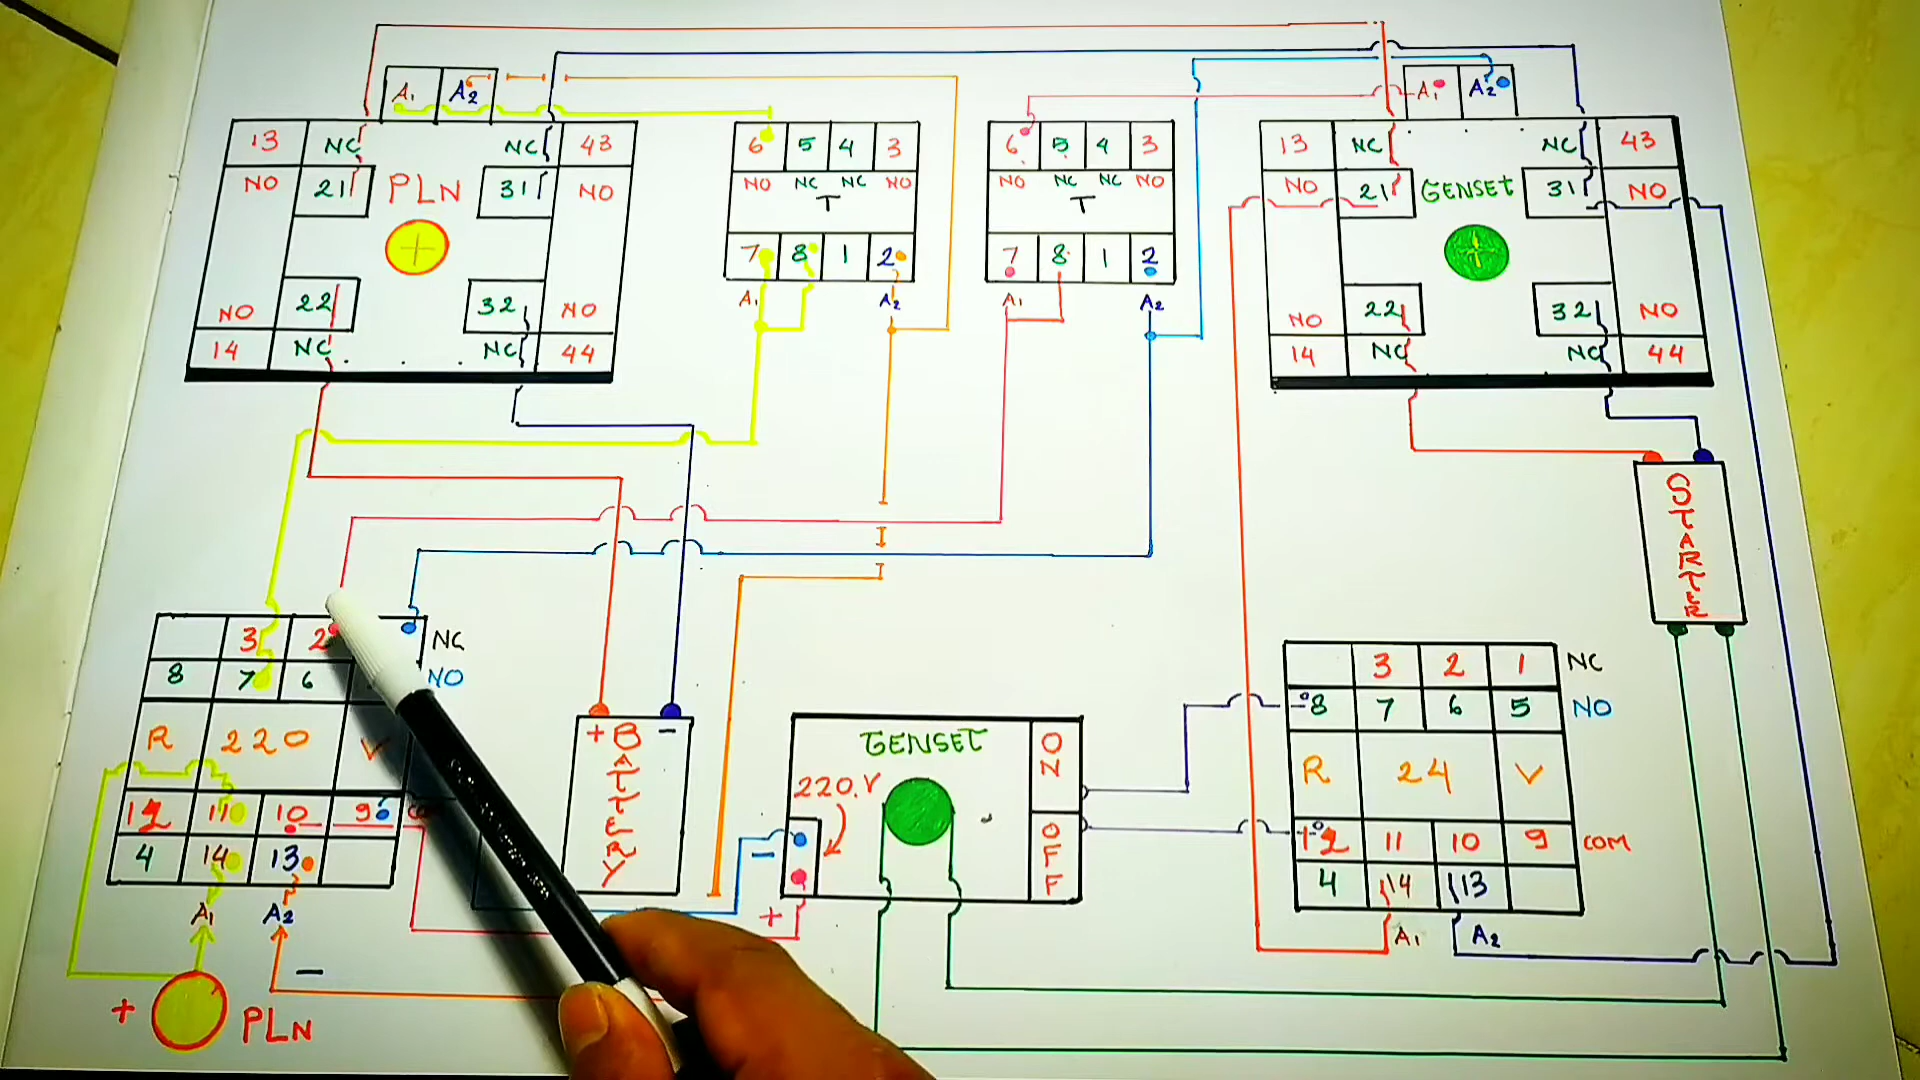 A1 A2
13 NC NC 43
NO 21 PLN 31 NO
22 32
NO NO
14 NC NC 44
6 5 4 3
NO NC NC NO
T
7 8 1 2
A1 A2
6 5 4 3
NO NC NC NO
T
7 8 1 2
A1 A2
A1 A2
13 NC NC 43
NO 21 GENSET 31 NO
22 32
NO NO
14 NC NC 44
STARTER
3 2 NC
8 7 6 NO
R 220 V
12 11 10 9
4 14 13
A1 A2
+ PLN −
+ BATTERY −
GENSET
220.V
ON
OFF
−
+
3 2 1 NC
8 7 6 5 NO
R 24 V
12 11 10 9 COM
4 14 13
A1 A2